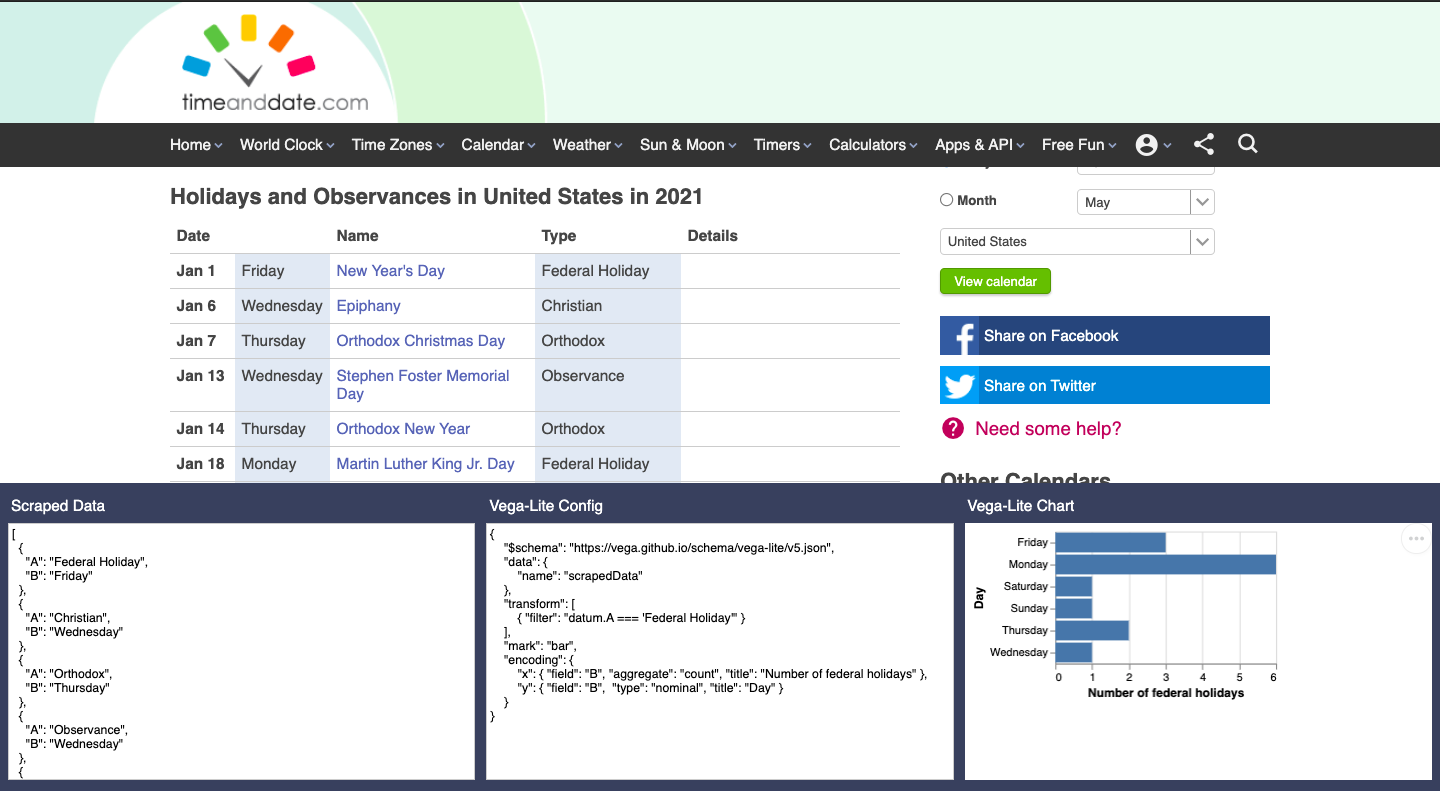 timeanddate.com
Home World Clock Time Zones Calendar Weather Sun & Moon Timers Calculators Apps & API Free Fun
Holidays and Observances in United States in 2021
Date Name Type Details
Jan 1 Friday New Year's Day Federal Holiday
Jan 6 Wednesday Epiphany Christian
Jan 7 Thursday Orthodox Christmas Day Orthodox
Jan 13 Wednesday Stephen Foster Memorial Observance
Day
Jan 14 Thursday Orthodox New Year Orthodox
Jan 18 Monday Martin Luther King Jr. Day Federal Holiday
Month May
United States
View calendar
Share on Facebook
Share on Twitter
? Need some help?
Other Calendars
Scraped Data
[
{
"A": "Federal Holiday",
"B": "Friday"
},
{
"A": "Christian",
"B": "Wednesday"
},
{
"A": "Orthodox",
"B": "Thursday"
},
{
"A": "Observance",
"B": "Wednesday"
},
{
Vega-Lite Config
{
"$schema": "https://vega.github.io/schema/vega-lite/v5.json",
"data": {
"name": "scrapedData"
},
"transform": [
{ "filter": "datum.A === 'Federal Holiday'" }
],
"mark": "bar",
"encoding": {
"x": { "field": "B", "aggregate": "count", "title": "Number of federal holidays" },
"y": { "field": "B", "type": "nominal", "title": "Day" }
}
}
Vega-Lite Chart
Day
Friday
Monday
Saturday
Sunday
Thursday
Wednesday
0 1 2 3 4 5 6
Number of federal holidays